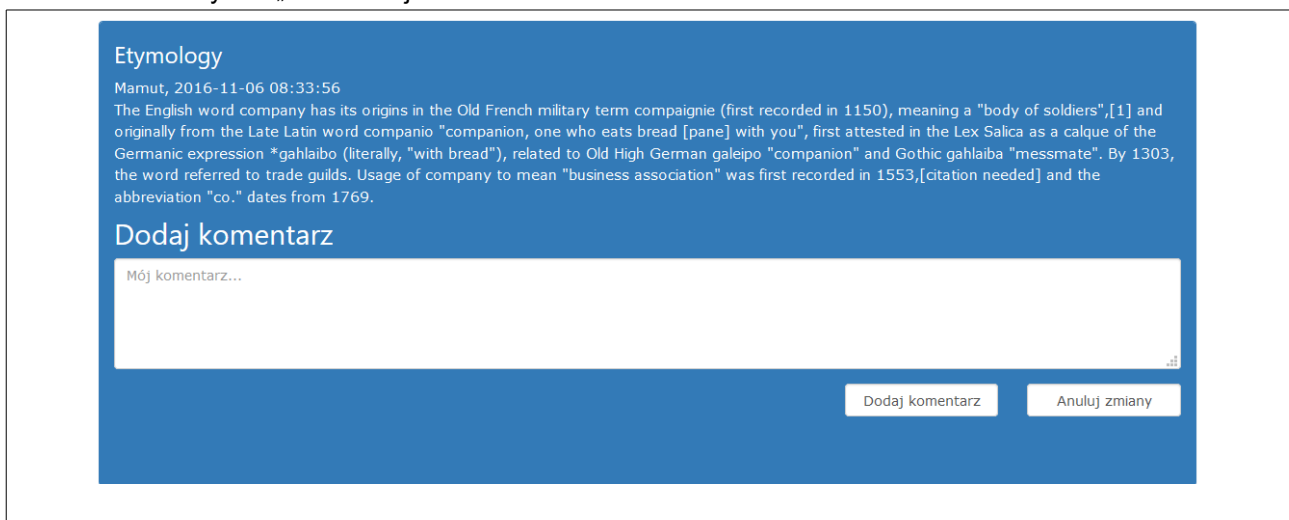 Etymology
Mamut, 2016-11-06 08:33:56
The English word company has its origins in the Old French military term compaignie (first recorded in 1150), meaning a "body of soldiers",[1] and
originally from the Late Latin word companio "companion, one who eats bread [pane] with you", first attested in the Lex Salica as a calque of the
Germanic expression *gahlaibo (literally, "with bread"), related to Old High German galeipo "companion" and Gothic gahlaiba "messmate". By 1303,
the word referred to trade guilds. Usage of company to mean "business association" was first recorded in 1553,[citation needed] and the
abbreviation "co." dates from 1769.
Dodaj komentarz
Mój komentarz...
Dodaj komentarz Anuluj zmiany